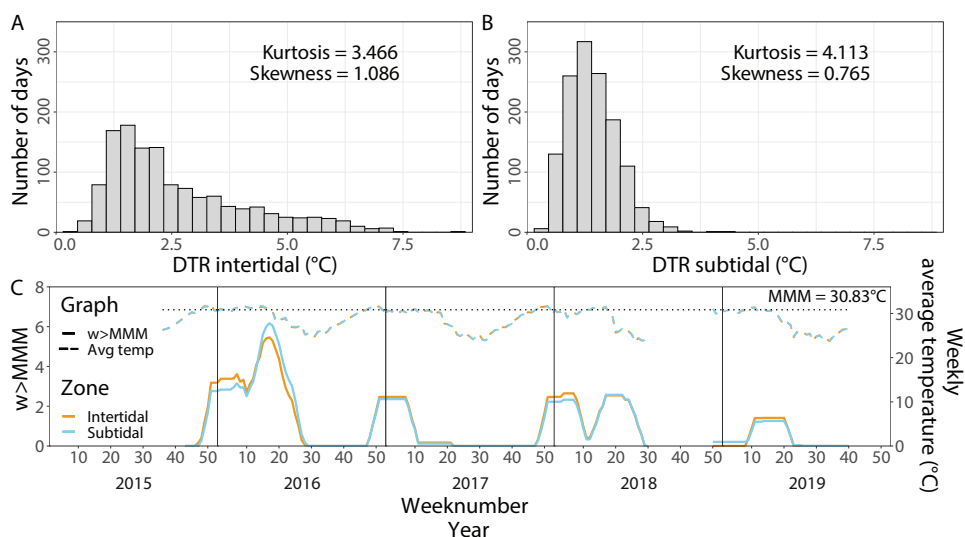 A
Number of days
0
100
200
300
Kurtosis = 3.466
Skewness = 1.086
0.0
2.5
5.0
7.5
DTR intertidal (°C)
B
Number of days
0
100
200
300
Kurtosis = 4.113
Skewness = 0.765
0.0
2.5
5.0
7.5
DTR subtidal (°C)
C
w>MMM
8
6
4
2
0
Graph
w>MMM
Avg temp
Zone
Intertidal
Subtidal
MMM = 30.83°C
30
20
10
0
Weekly
average temperature (°C)
10 20 30 40 50 10 20 30 40 50 10 20 30 40 50 10 20 30 40 50 10 20 30 40 50
2015 2016 2017 2018 2019
Weeknumber
Year